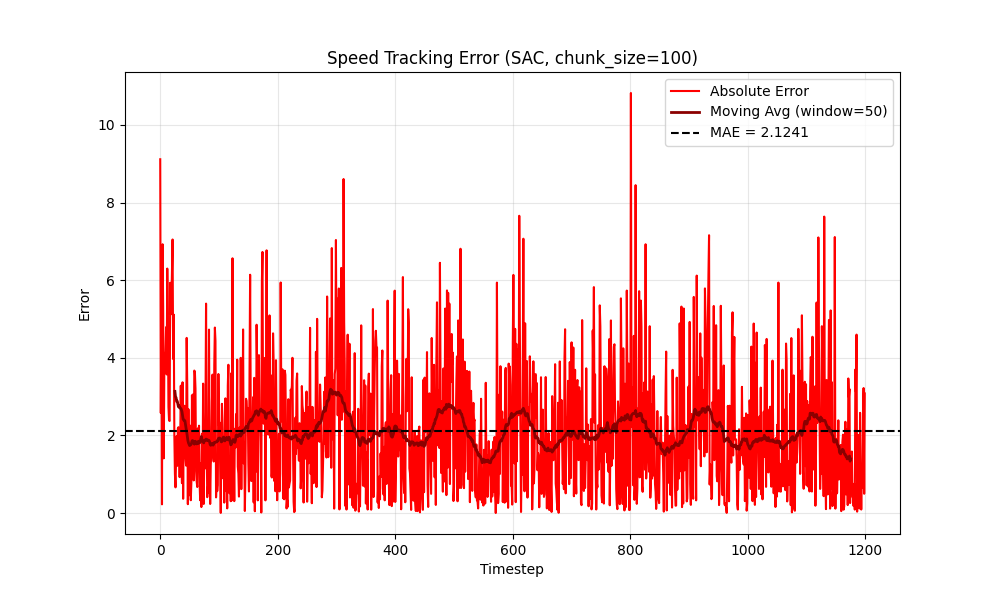 Speed Tracking Error (SAC, chunk_size=100)
Absolute Error
Moving Avg (window=50)
MAE = 2.1241
Error
10
8
6
4
2
0
0 200 400 600 800 1000 1200
Timestep